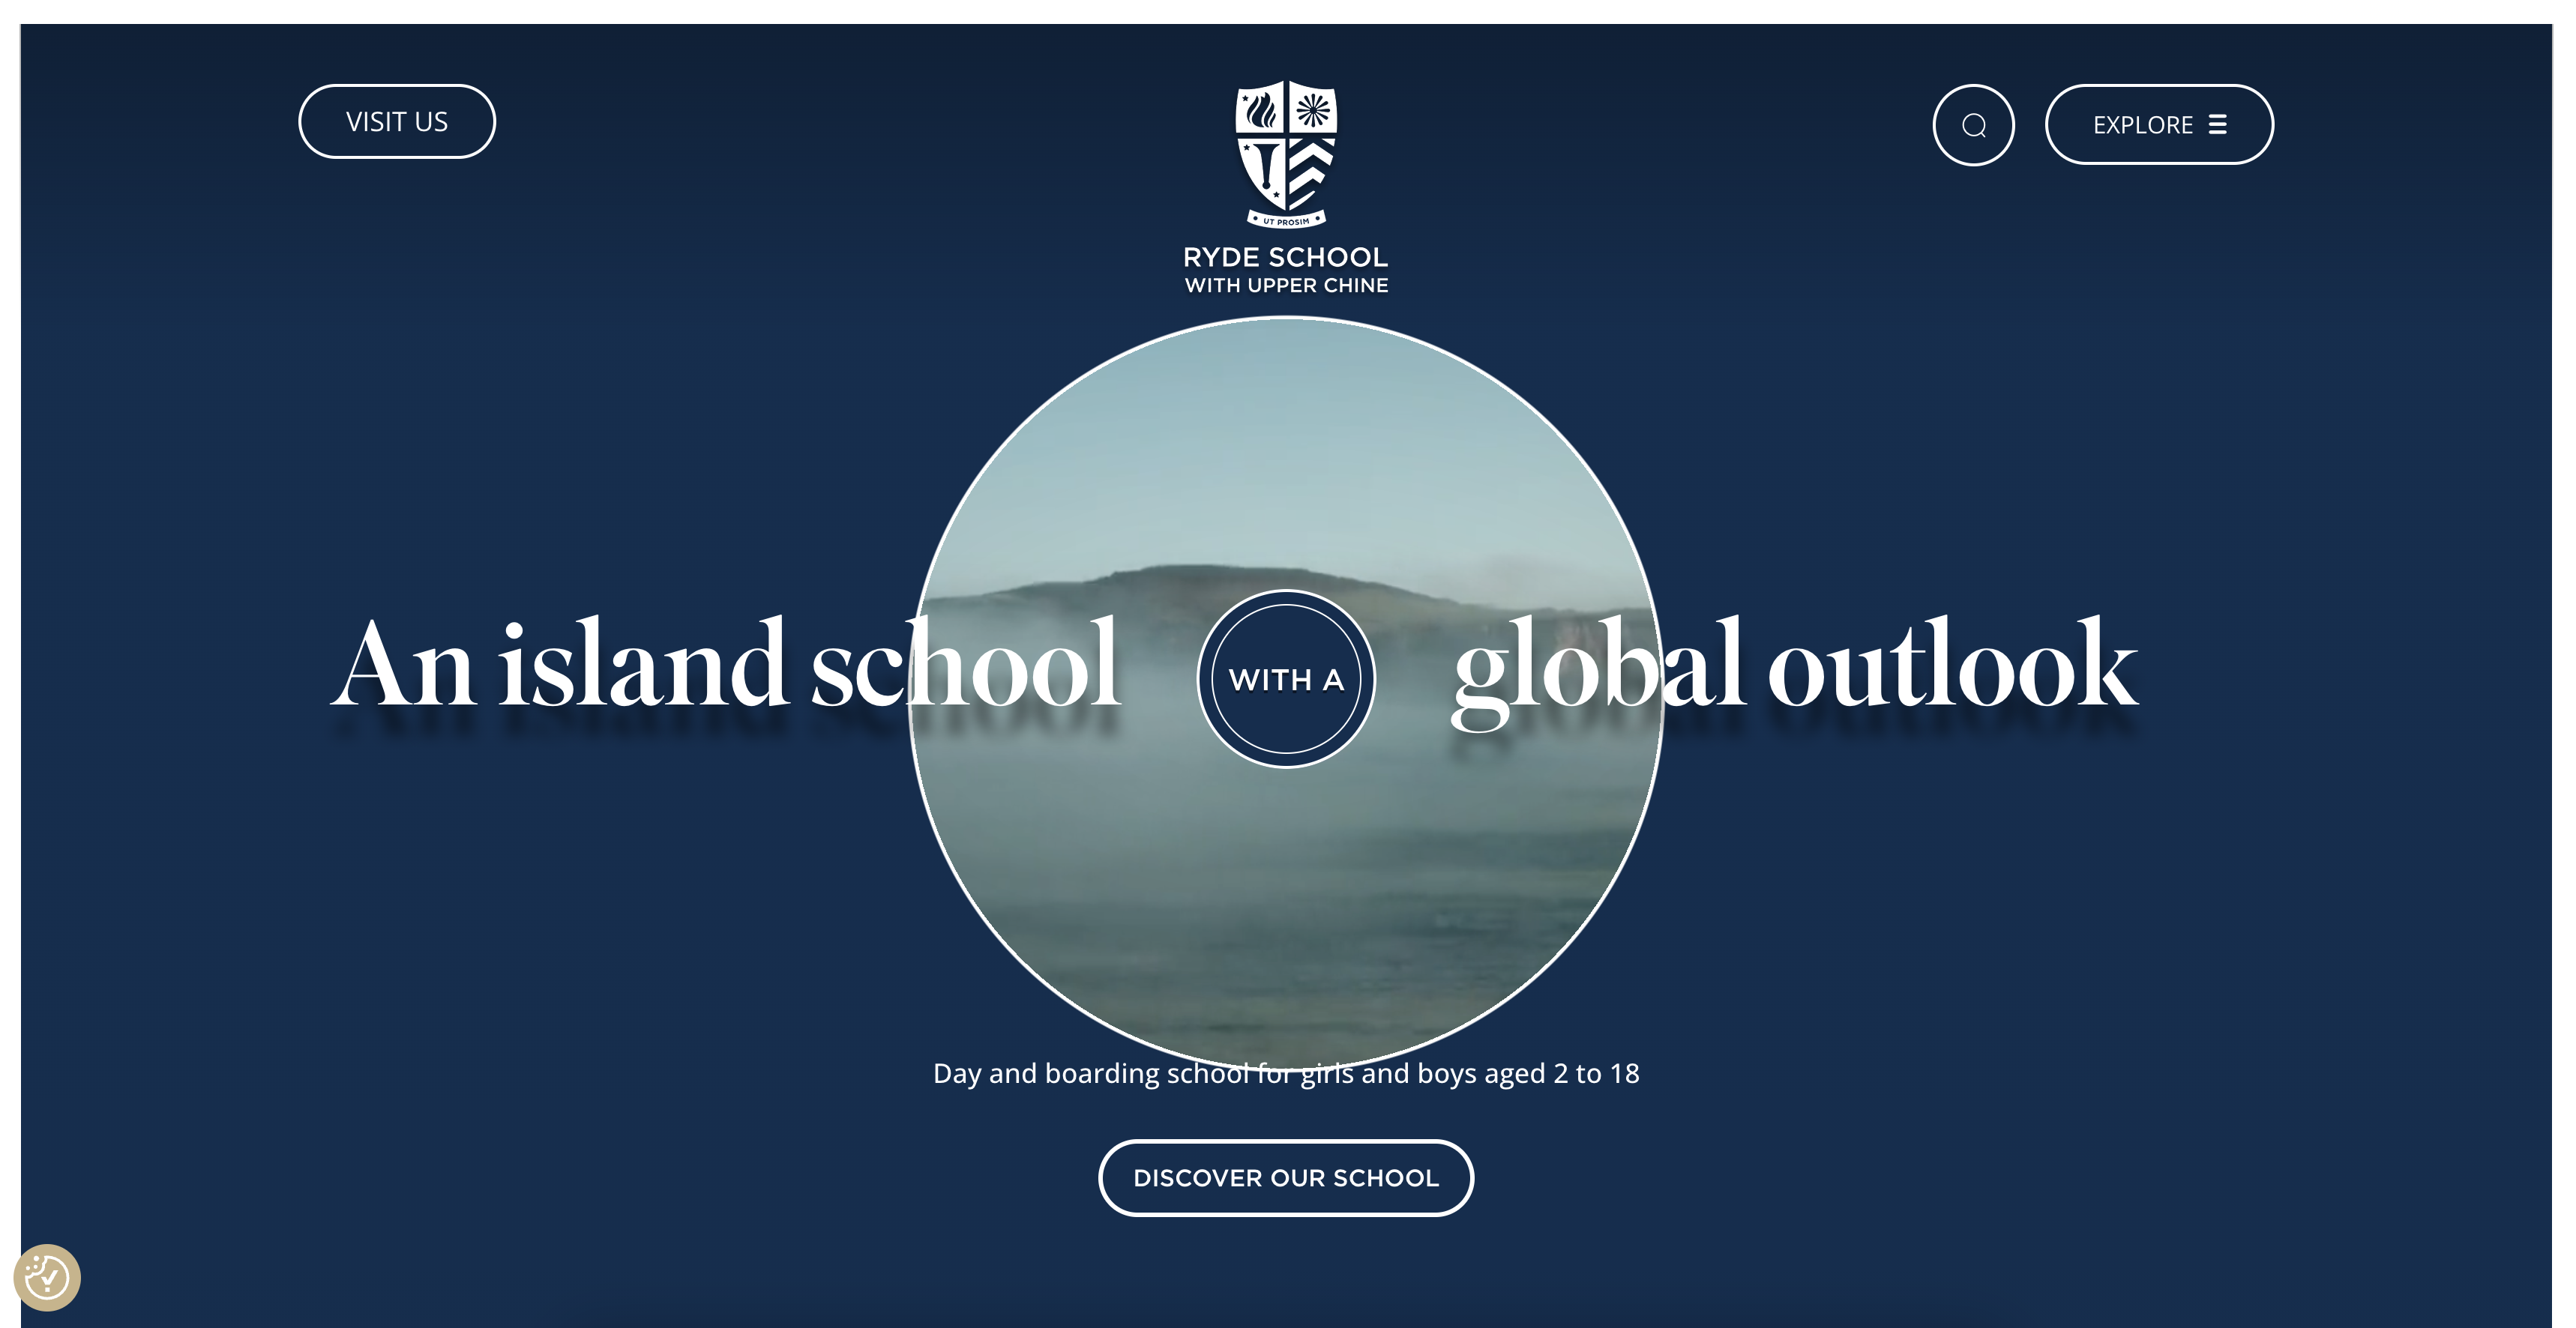 VISIT US
UT PROSIM
RYDE SCHOOL
WITH UPPER CHINE
EXPLORE
An island school WITH A global outlook
Day and boarding school for girls and boys aged 2 to 18
DISCOVER OUR SCHOOL